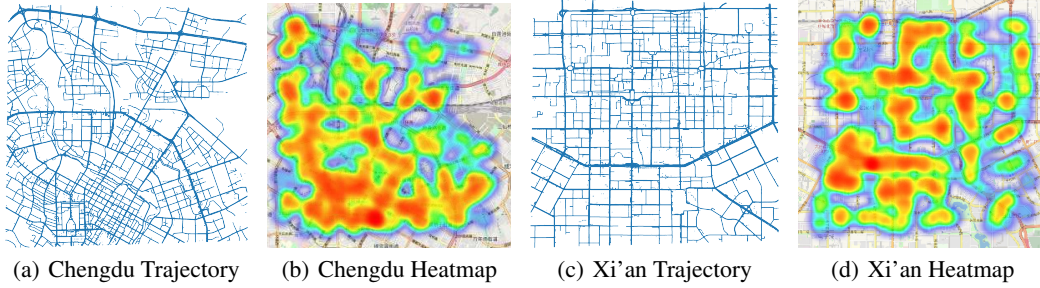 (a) Chengdu Trajectory
(b) Chengdu Heatmap
(c) Xi'an Trajectory
(d) Xi'an Heatmap